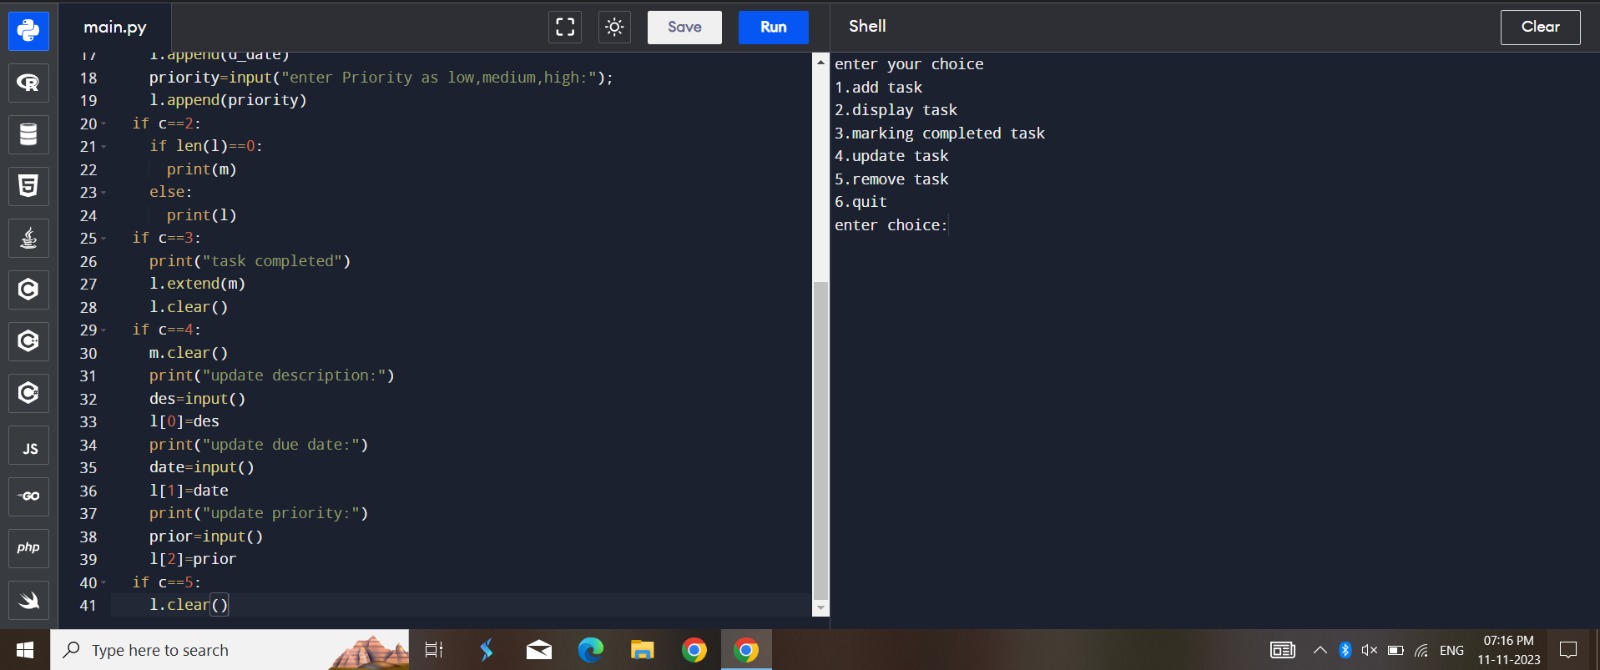 main.py
Save
Run
Shell
Clear
17 l.append(d_date)
18 priority=input("enter Priority as low,medium,high:");
19 l.append(priority)
20 if c==2:
21 if len(l)==0:
22 print(m)
23 else:
24 print(l)
25 if c==3:
26 print("task completed")
27 l.extend(m)
28 l.clear()
29 if c==4:
30 m.clear()
31 print("update description:")
32 des=input()
33 l[0]=des
34 print("update due date:")
35 date=input()
36 l[1]=date
37 print("update priority:")
38 prior=input()
39 l[2]=prior
40 if c==5:
41 l.clear()
enter your choice
1.add task
2.display task
3.marking completed task
4.update task
5.remove task
6.quit
enter choice:
R
5
C
C
C
JS
GO
php
Type here to search
ENG
07:16 PM
11-11-2023